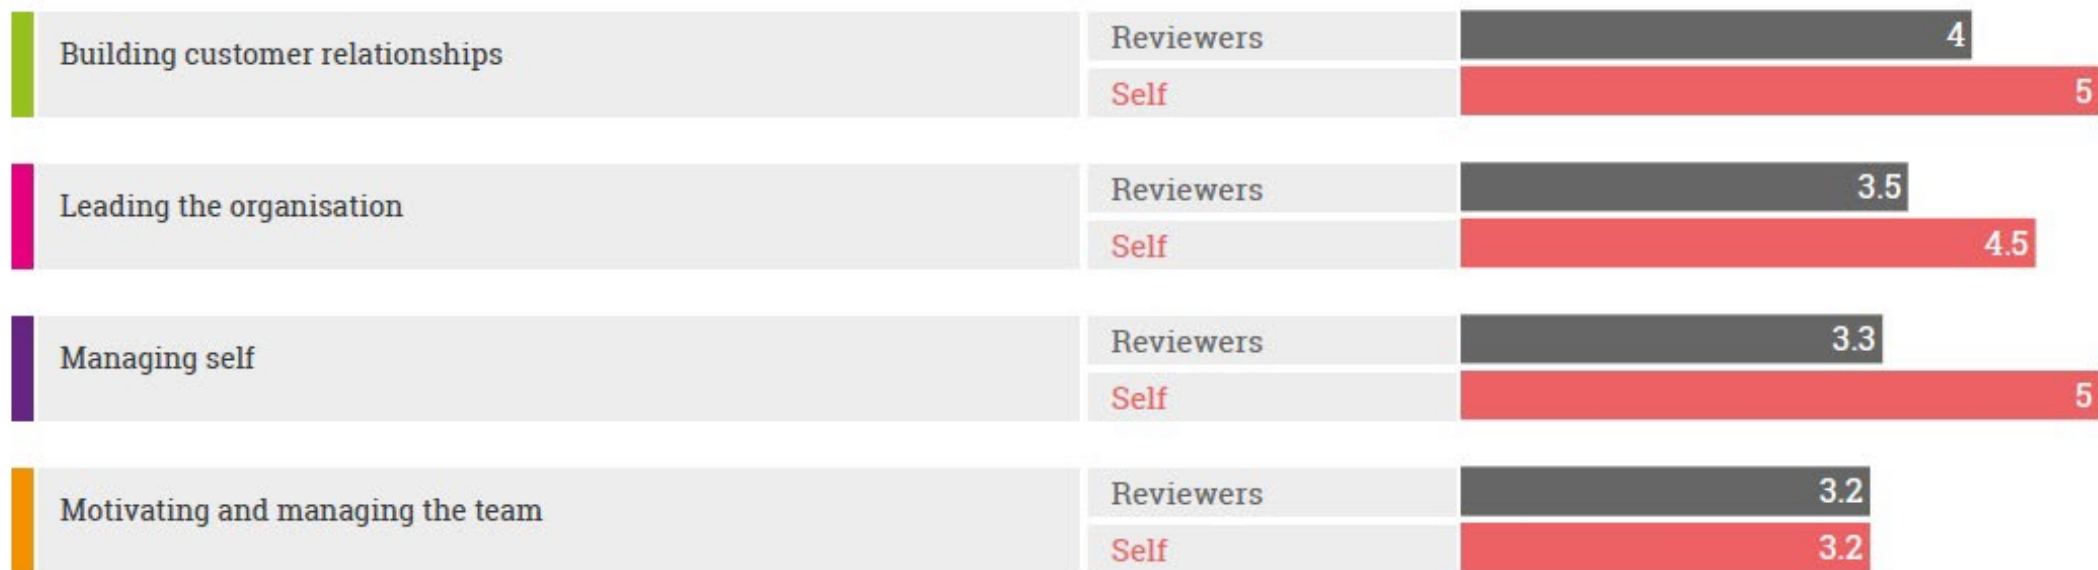 Building customer relationships
Reviewers
4
Self
5
Leading the organisation
Reviewers
3.5
Self
4.5
Managing self
Reviewers
3.3
Self
5
Motivating and managing the team
Reviewers
3.2
Self
3.2